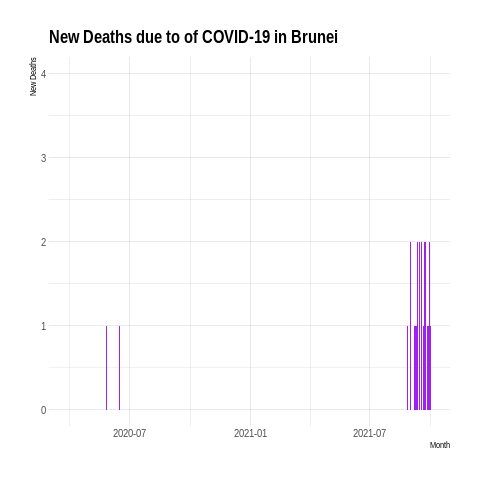 New Deaths due to of COVID-19 in Brunei
New Deaths
4
3
2
1
0
2020-07
2021-01
2021-07
Month